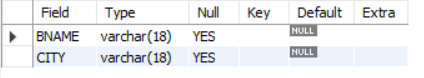 Field Type Null Key Default Extra
BNAME varchar(18) YES NULL
CITY varchar(18) YES NULL